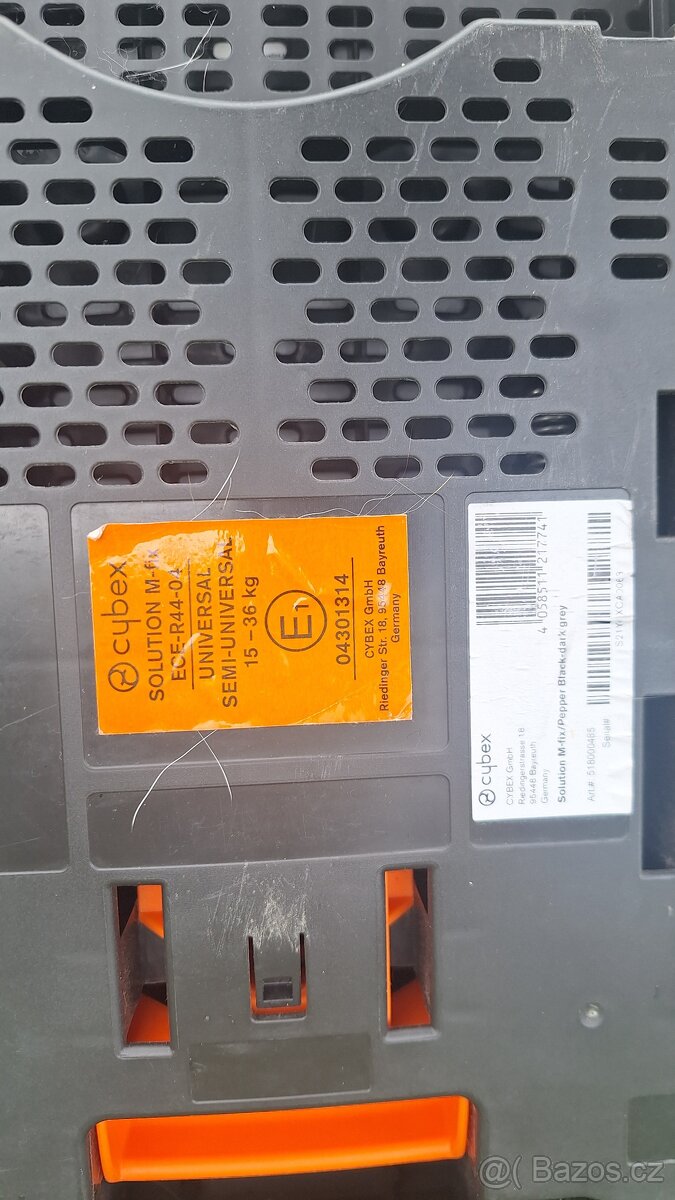 cybex
SOLUTION M-fix
ECE-R44-04
UNIVERSAL
SEMI-UNIVERSAL
15 – 36 kg
E1
04301314
CYBEX GmbH
Riedinger Str. 18, 95448 Bayreuth
Germany
cybex
CYBEX GmbH
Riedingerstrasse 18
95448 Bayreuth
Germany
4 058511 217741
Solution M-fix/Pepper Black-dark grey
Art.#: 518000485
Serial#
@( Bazoš.cz